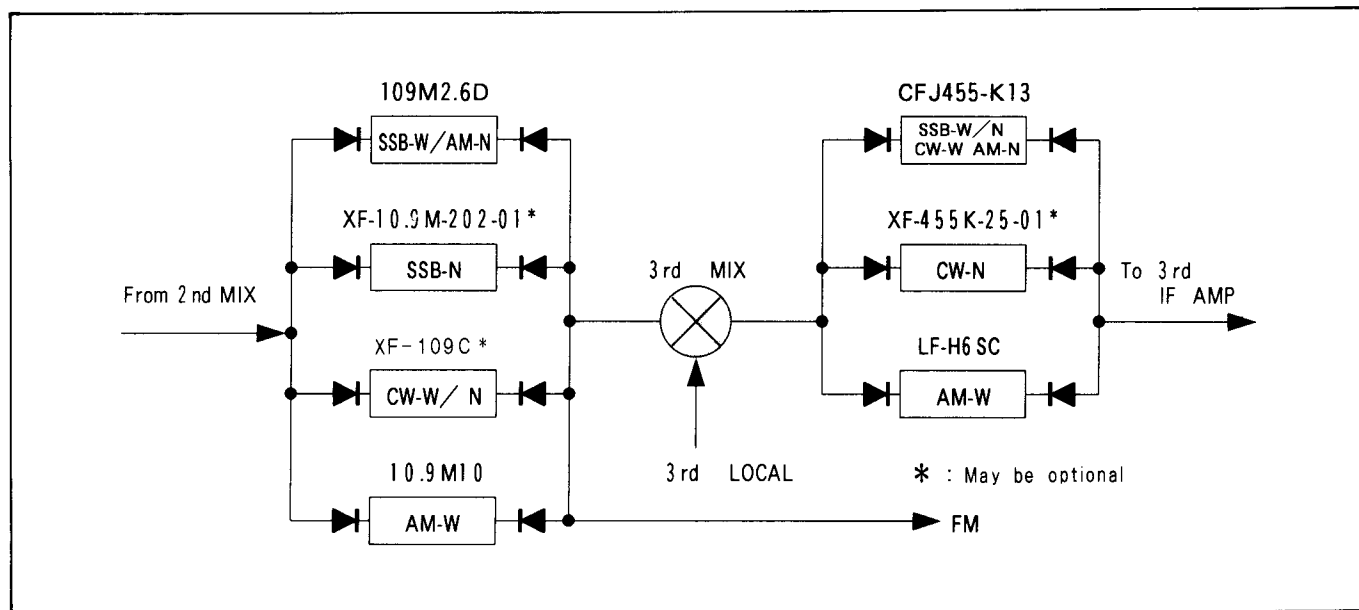 109M2.6D
SSB-W/AM-N
XF-10.9M-202-01*
SSB-N
From 2nd MIX
XF-109C*
CW-W/N
10.9M10
AM-W
3rd MIX
3rd LOCAL
CFJ455-K13
SSB-W/N
CW-W AM-N
XF-455K-25-01*
CW-N
To 3rd
IF AMP
LF-H6SC
AM-W
* : May be optional
FM